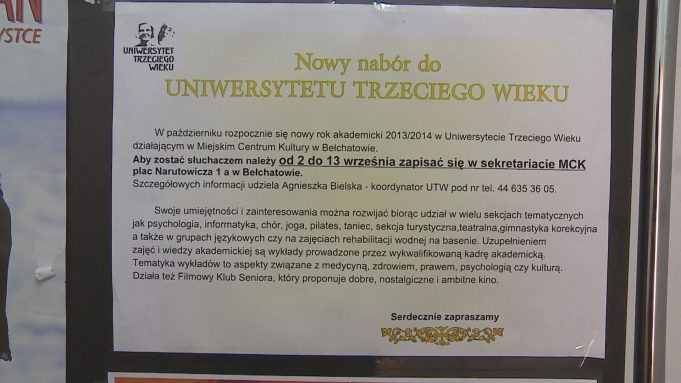 AN
YSTCE
UNIWERSYTET
TRZECIEGO
WIEKU
Nowy nabór do
UNIWERSYTETU TRZECIEGO WIEKU
W październiku rozpocznie się nowy rok akademicki 2013/2014 w Uniwersytecie Trzeciego Wieku
działającym w Miejskim Centrum Kultury w Bełchatowie.
Aby zostać słuchaczem należy od 2 do 13 września zapisać się w sekretariacie MCK
plac Narutowicza 1 a w Bełchatowie.
Szczegółowych informacji udziela Agnieszka Bielska - koordynator UTW pod nr tel. 44 635 36 05.
Swoje umiejętności i zainteresowania można rozwijać biorąc udział w wielu sekcjach tematycznych
jak psychologia, informatyka, chór, joga, pilates, taniec, sekcja turystyczna,teatralna,gimnastyka korekcyjna
a także w grupach językowych czy na zajęciach rehabilitacji wodnej na basenie. Uzupełnieniem
zajęć i wiedzy akademickiej są wykłady prowadzone przez wykwalifikowaną kadrę akademicką.
Tematyka wykładów to aspekty związane z medycyną, zdrowiem, prawem, psychologią czy kulturą.
Działa też Filmowy Klub Seniora, który proponuje dobre, nostalgiczne i ambitne kino.
Serdecznie zapraszamy